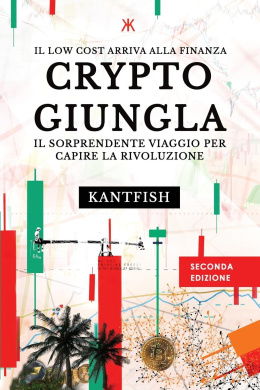 IL LOW COST ARRIVA ALLA FINANZA
CRYPTO
GIUNGLA
IL SORPRENDENTE VIAGGIO PER
CAPIRE LA RIVOLUZIONE
KANTFISH
SECONDA
EDIZIONE